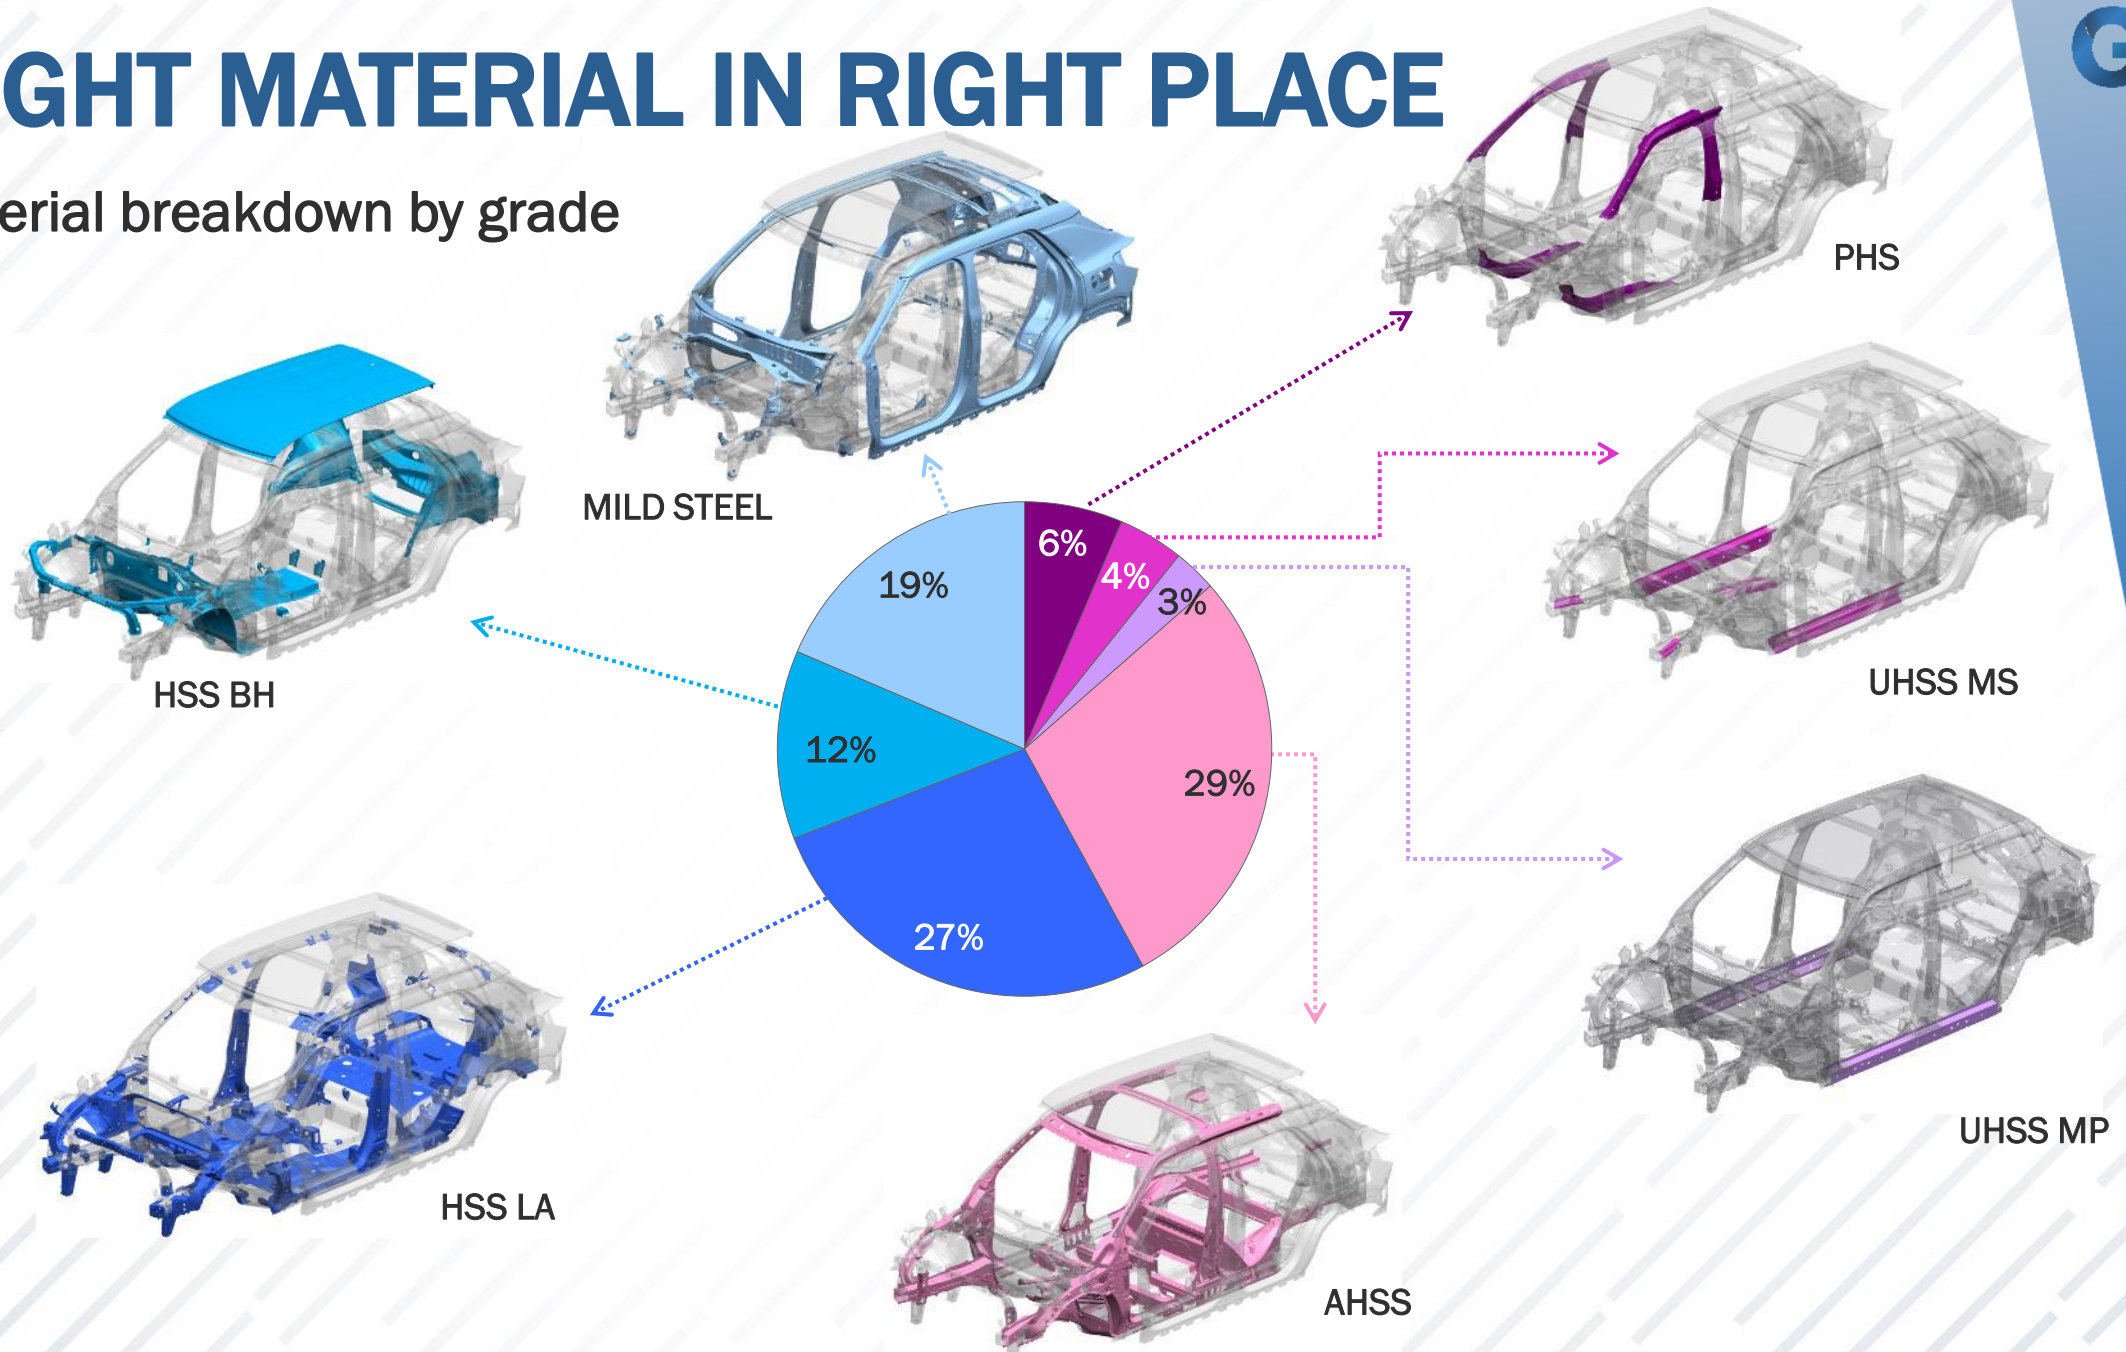 GHT MATERIAL IN RIGHT PLACE
erial breakdown by grade
PHS
MILD STEEL
6%
4%
3%
19%
HSS BH
UHSS MS
12%
29%
27%
UHSS MP
HSS LA
AHSS
G